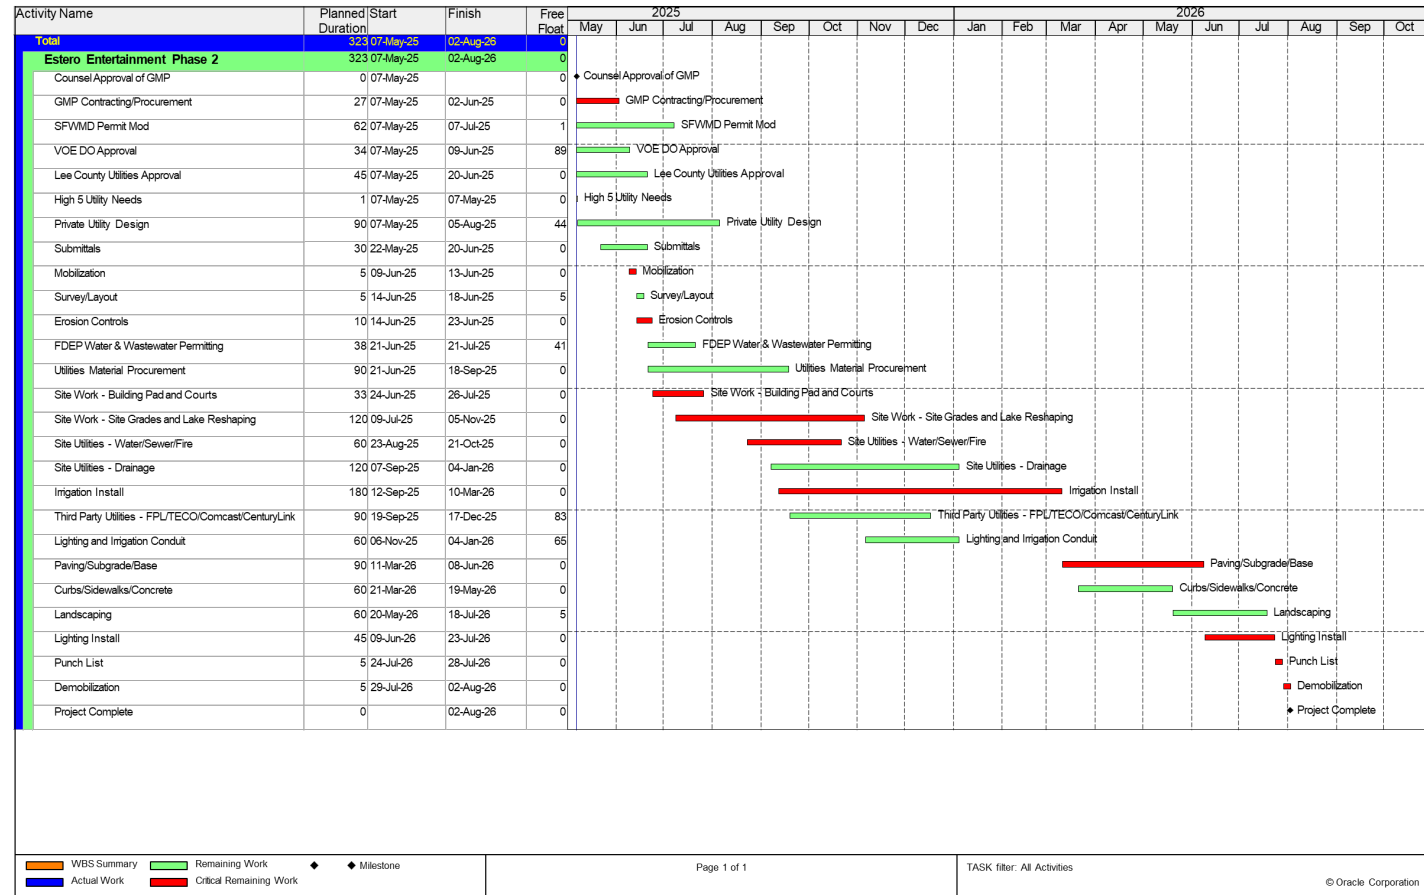 Activity Name Planned Duration Start Finish Free Float 2025 2026
May Jun Jul Aug Sep Oct Nov Dec Jan Feb Mar Apr May Jun Jul Aug Sep Oct
Total 323 07-May-25 02-Aug-26 0
Estero Entertainment Phase 2 323 07-May-25 02-Aug-26 0
Counsel Approval of GMP 0 07-May-25 0 Counsel Approval of GMP
GMP Contracting/Procurement 27 07-May-25 02-Jun-25 0 GMP Contracting/Procurement
SFWMD Permit Mod 62 07-May-25 07-Jul-25 1 SFWMD Permit Mod
VOE DO Approval 34 07-May-25 09-Jun-25 89 VOE DO Approval
Lee County Utilities Approval 45 07-May-25 20-Jun-25 0 Lee County Utilities Approval
High 5 Utility Needs 1 07-May-25 07-May-25 0 High 5 Utility Needs
Private Utility Design 90 07-May-25 05-Aug-25 44 Private Utility Design
Submittals 30 22-May-25 20-Jun-25 0 Submittals
Mobilization 5 09-Jun-25 13-Jun-25 0 Mobilization
Survey/Layout 5 14-Jun-25 18-Jun-25 5 Survey/Layout
Erosion Controls 10 14-Jun-25 23-Jun-25 0 Erosion Controls
FDEP Water & Wastewater Permitting 38 21-Jun-25 21-Jul-25 41 FDEP Water & Wastewater Permitting
Utilities Material Procurement 90 21-Jun-25 18-Sep-25 0 Utilities Material Procurement
Site Work - Building Pad and Courts 33 24-Jun-25 26-Jul-25 0 Site Work - Building Pad and Courts
Site Work - Site Grades and Lake Reshaping 120 09-Jul-25 05-Nov-25 0 Site Work - Site Grades and Lake Reshaping
Site Utilities - Water/Sewer/Fire 60 23-Aug-25 21-Oct-25 0 Site Utilities - Water/Sewer/Fire
Site Utilities - Drainage 120 07-Sep-25 04-Jan-26 0 Site Utilities - Drainage
Irrigation Install 180 12-Sep-25 10-Mar-26 0 Irrigation Install
Third Party Utilities - FPL/TECO/Comcast/CenturyLink 90 19-Sep-25 17-Dec-25 83 Third Party Utilities - FPL/TECO/Comcast/CenturyLink
Lighting and Irrigation Conduit 60 06-Nov-25 04-Jan-26 65 Lighting and Irrigation Conduit
Paving/Subgrade/Base 90 11-Mar-26 08-Jun-26 0 Paving/Subgrade/Base
Curbs/Sidewalks/Concrete 60 21-Mar-26 19-May-26 0 Curbs/Sidewalks/Concrete
Landscaping 60 20-May-26 18-Jul-26 5 Landscaping
Lighting Install 45 09-Jun-26 23-Jul-26 0 Lighting Install
Punch List 5 24-Jul-26 28-Jul-26 0 Punch List
Demobilization 5 29-Jul-26 02-Aug-26 0 Demobilization
Project Complete 0 02-Aug-26 0 Project Complete
WBS Summary Remaining Work Milestone Page 1 of 1 TASK filter: All Activities
Actual Work Critical Remaining Work
© Oracle Corporation